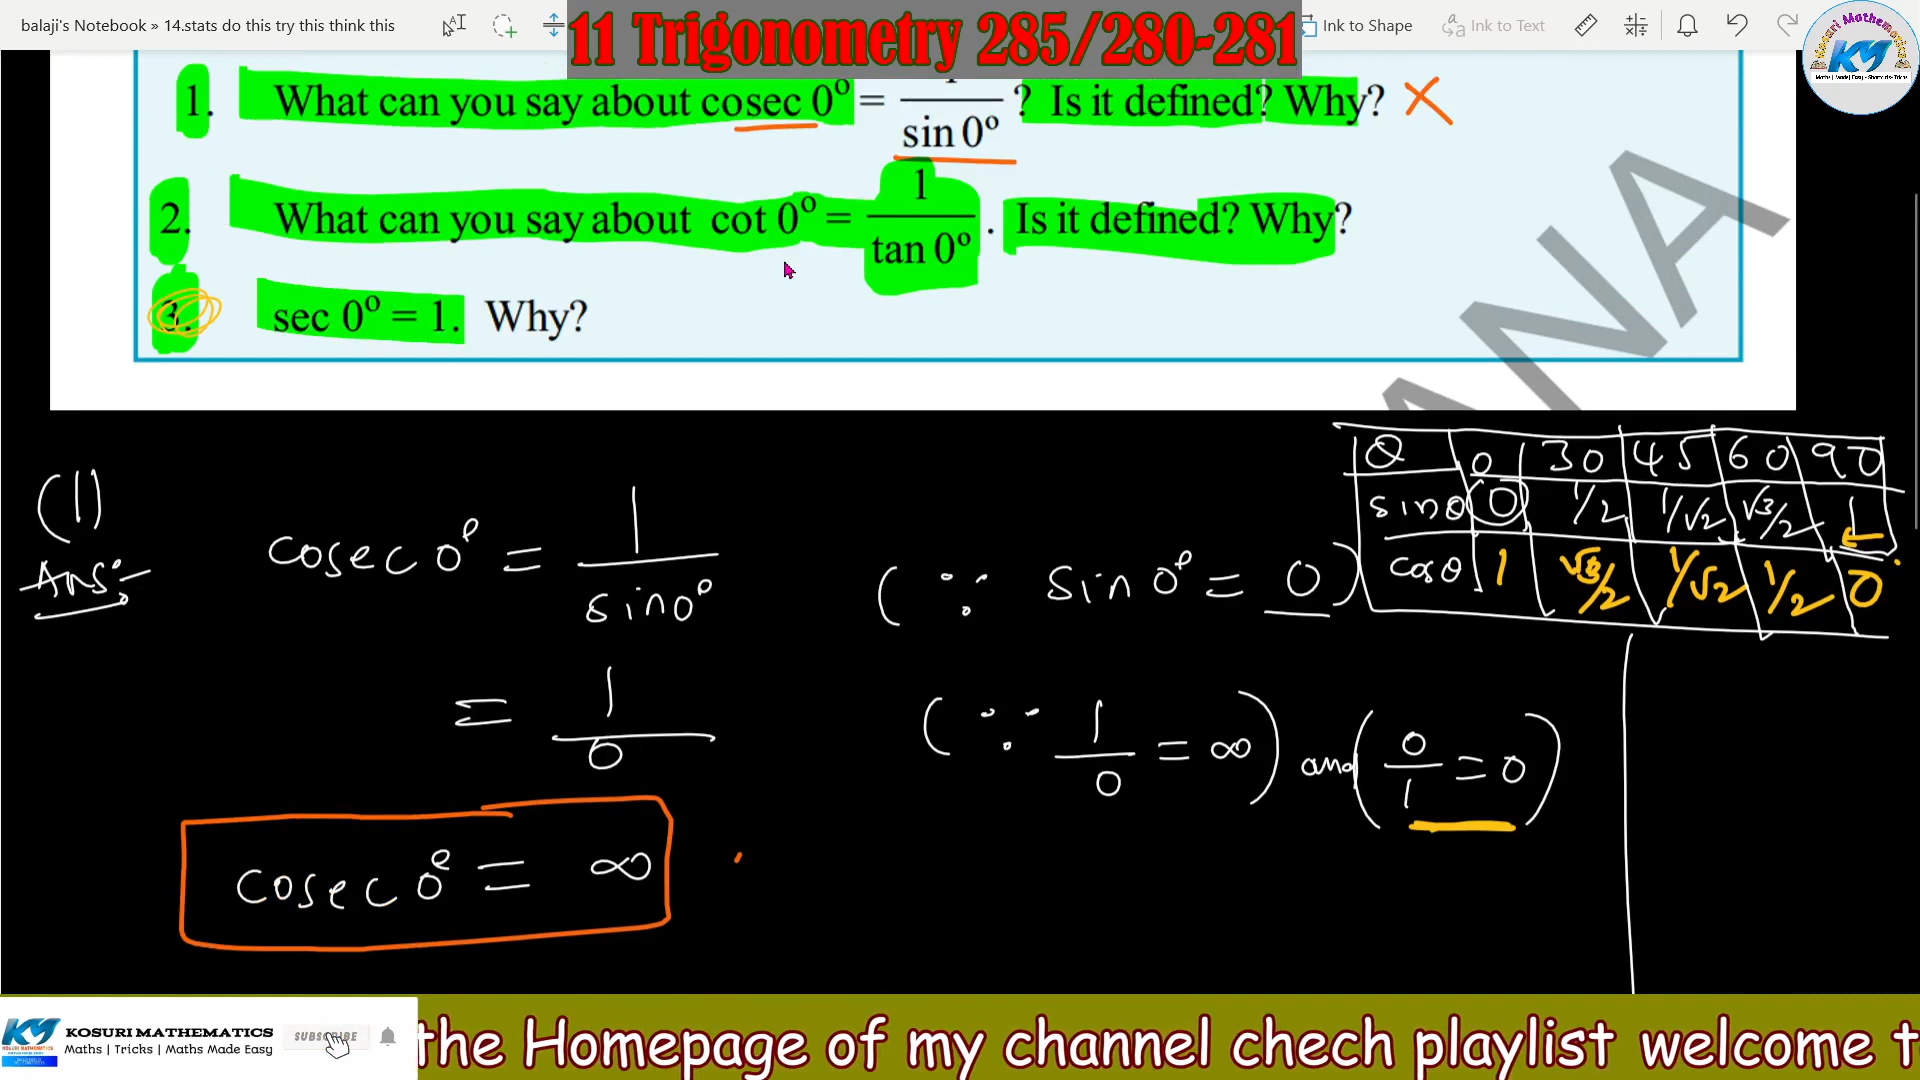 balaji's Notebook » 14.stats do this try this think this
11 Trigonometry 285/280-281
Ink to Shape
Ink to Text
1. What can you say about cosec 0° = 1/sin 0° ? Is it defined? Why?
2. What can you say about cot 0° = 1/tan 0° . Is it defined? Why?
3. sec 0° = 1. Why?
θ 0 30 45 60 90
sinθ 0 1/2 1/√2 √3/2 1
cosθ 1 √3/2 1/√2 1/2 0
(1)
Ans:-
cosec 0° = 1/sin 0° (∵ sin 0° = 0)
= 1/0 (∵ 1/0 = ∞) and (0/1 = 0)
cosec 0° = ∞
KOSURI MATHEMATICS
Maths | Tricks | Maths Made Easy
SUBSCRIBE
the Homepage of my channel chech playlist welcome t